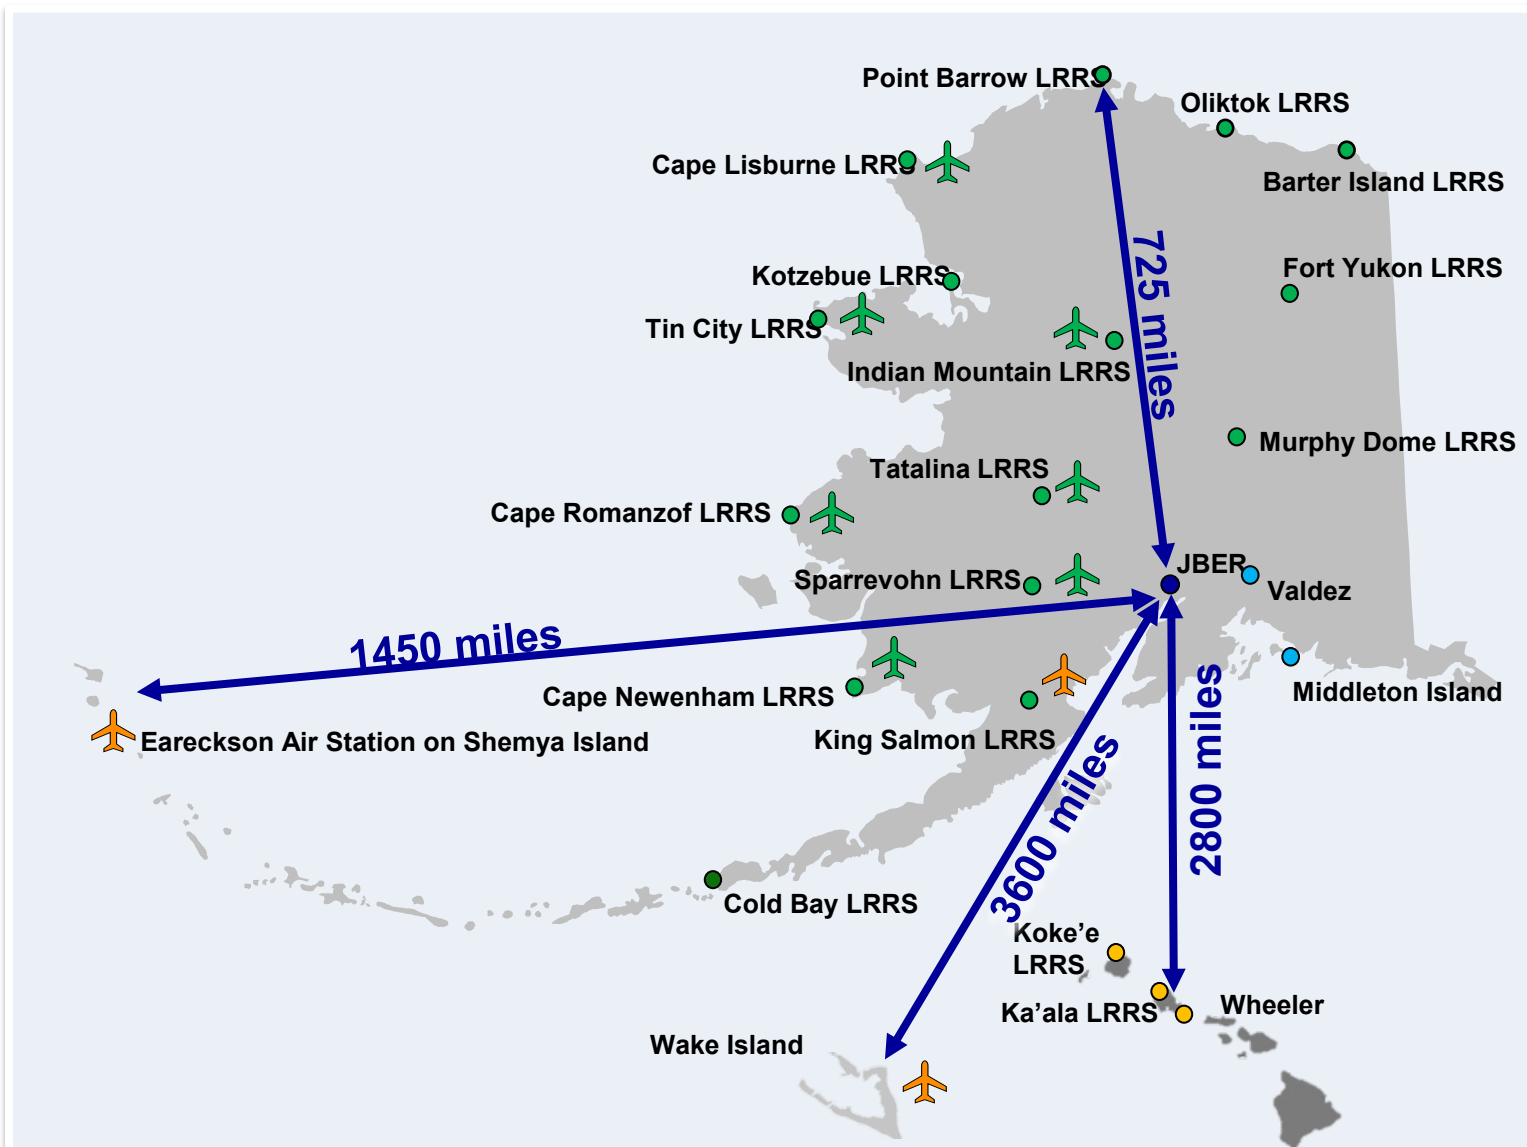 Point Barrow LRRS
Oliktok LRRS
Cape Lisburne LRRS
Barter Island LRRS
Kotzebue LRRS
Fort Yukon LRRS
725 miles
Tin City LRRS
Indian Mountain LRRS
Murphy Dome LRRS
Tatalina LRRS
Cape Romanzof LRRS
JBER
Sparrevohn LRRS
Valdez
1450 miles
Cape Newenham LRRS
Middleton Island
King Salmon LRRS
Eareckson Air Station on Shemya Island
2800 miles
3600 miles
Cold Bay LRRS
Koke’e
LRRS
Ka’ala LRRS
Wheeler
Wake Island